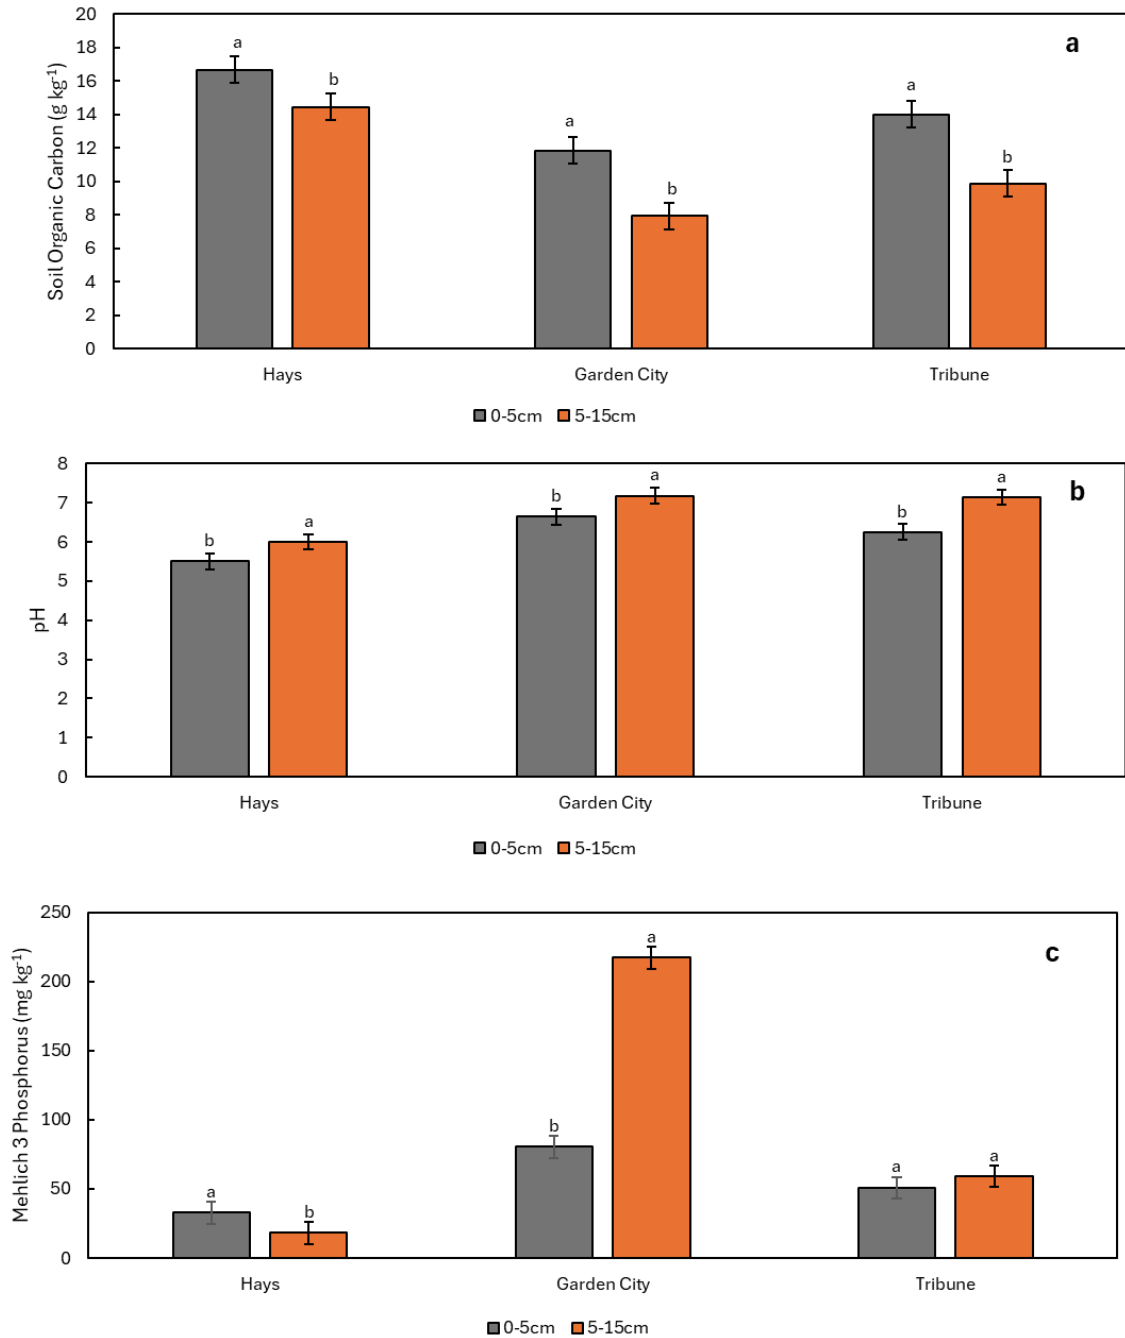 a
Soil Organic Carbon (g kg⁻¹)
20
18
16
14
12
10
8
6
4
2
0
a
b
a
b
a
b
Hays
Garden City
Tribune
0-5cm 5-15cm
b
pH
8
7
6
5
4
3
2
1
0
b
a
b
a
b
a
Hays
Garden City
Tribune
0-5cm 5-15cm
c
Mehlich 3 Phosphorus (mg kg⁻¹)
250
200
150
100
50
0
a
b
b
a
a
a
Hays
Garden City
Tribune
0-5cm 5-15cm